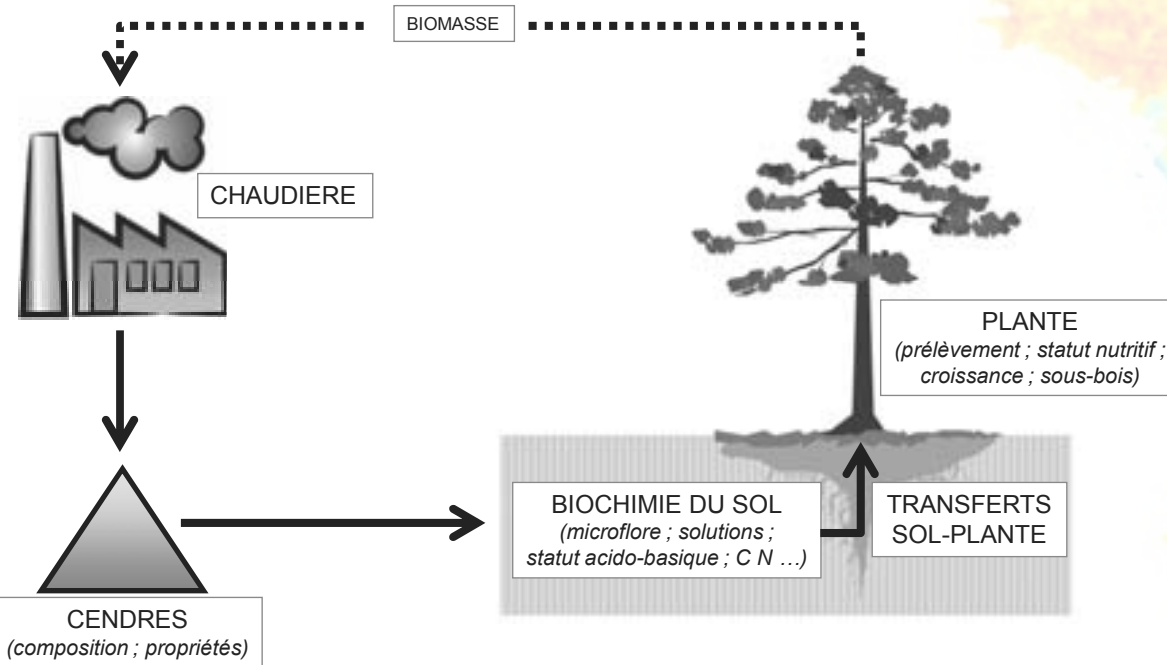 BIOMASSE
CHAUDIERE
PLANTE
(prélèvement ; statut nutritif ;
croissance ; sous-bois)
BIOCHIMIE DU SOL
(microflore ; solutions ;
statut acido-basique ; C N ...)
TRANSFERTS
SOL-PLANTE
CENDRES
(composition ; propriétés)